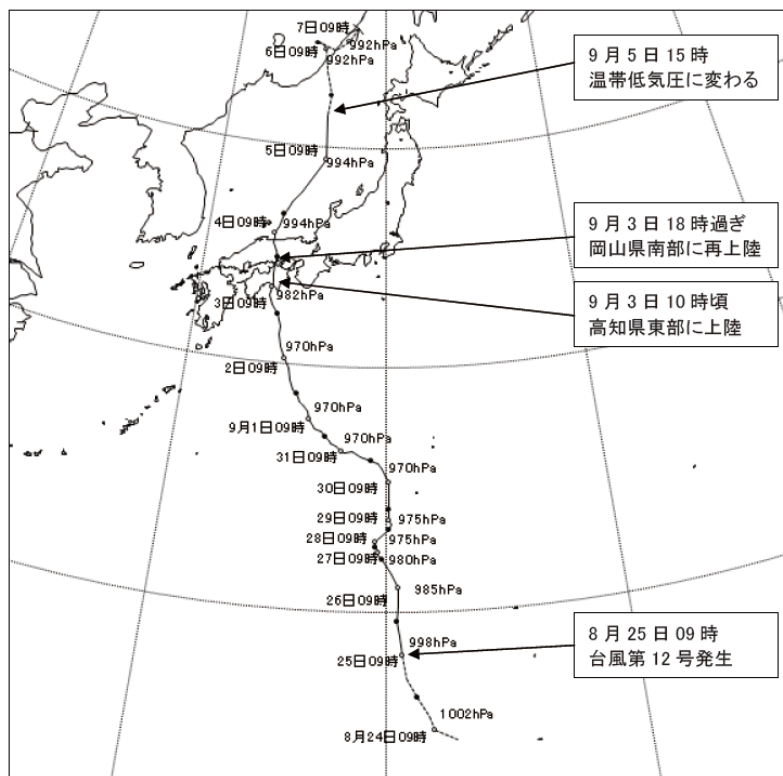 7日09時
992hPa
6日09時
992hPa
9月5日15時
温帯低気圧に変わる
5日09時
994hPa
4日09時
994hPa
9月3日18時過ぎ
岡山県南部に再上陸
982hPa
3日09時
9月3日10時頃
高知県東部に上陸
970hPa
2日09時
970hPa
9月1日09時
970hPa
31日09時
970hPa
30日09時
29日09時
975hPa
28日09時
975hPa
27日09時
980hPa
985hPa
26日09時
998hPa
25日09時
8月25日09時
台風第12号発生
1002hPa
8月24日09時